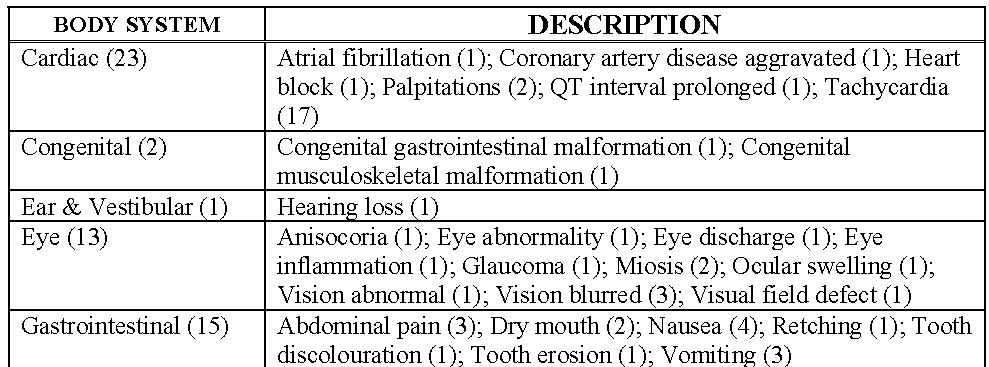 BODY SYSTEM DESCRIPTION
Cardiac (23) Atrial fibrillation (1); Coronary artery disease aggravated (1); Heart
block (1); Palpitations (2); QT interval prolonged (1); Tachycardia
(17)
Congenital (2) Congenital gastrointestinal malformation (1); Congenital
musculoskeletal malformation (1)
Ear & Vestibular (1) Hearing loss (1)
Eye (13) Anisocoria (1); Eye abnormality (1); Eye discharge (1); Eye
inflammation (1); Glaucoma (1); Miosis (2); Ocular swelling (1);
Vision abnormal (1); Vision blurred (3); Visual field defect (1)
Gastrointestinal (15) Abdominal pain (3); Dry mouth (2); Nausea (4); Retching (1); Tooth
discolouration (1); Tooth erosion (1); Vomiting (3)